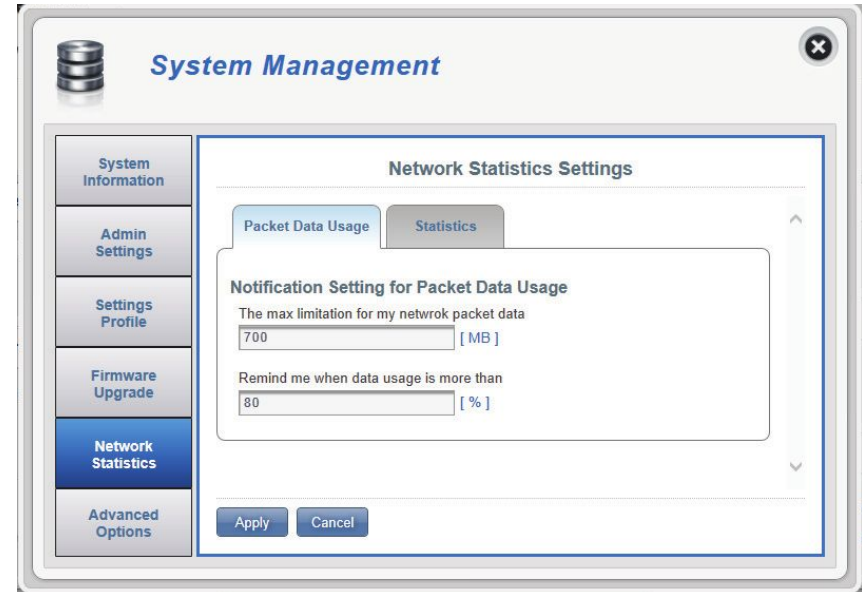 System Management
System
Information
Admin
Settings
Settings
Profile
Firmware
Upgrade
Network
Statistics
Advanced
Options
Network Statistics Settings
Packet Data Usage
Statistics
Notification Setting for Packet Data Usage
The max limitation for my netwrok packet data
700 [ MB ]
Remind me when data usage is more than
80 [ % ]
Apply Cancel